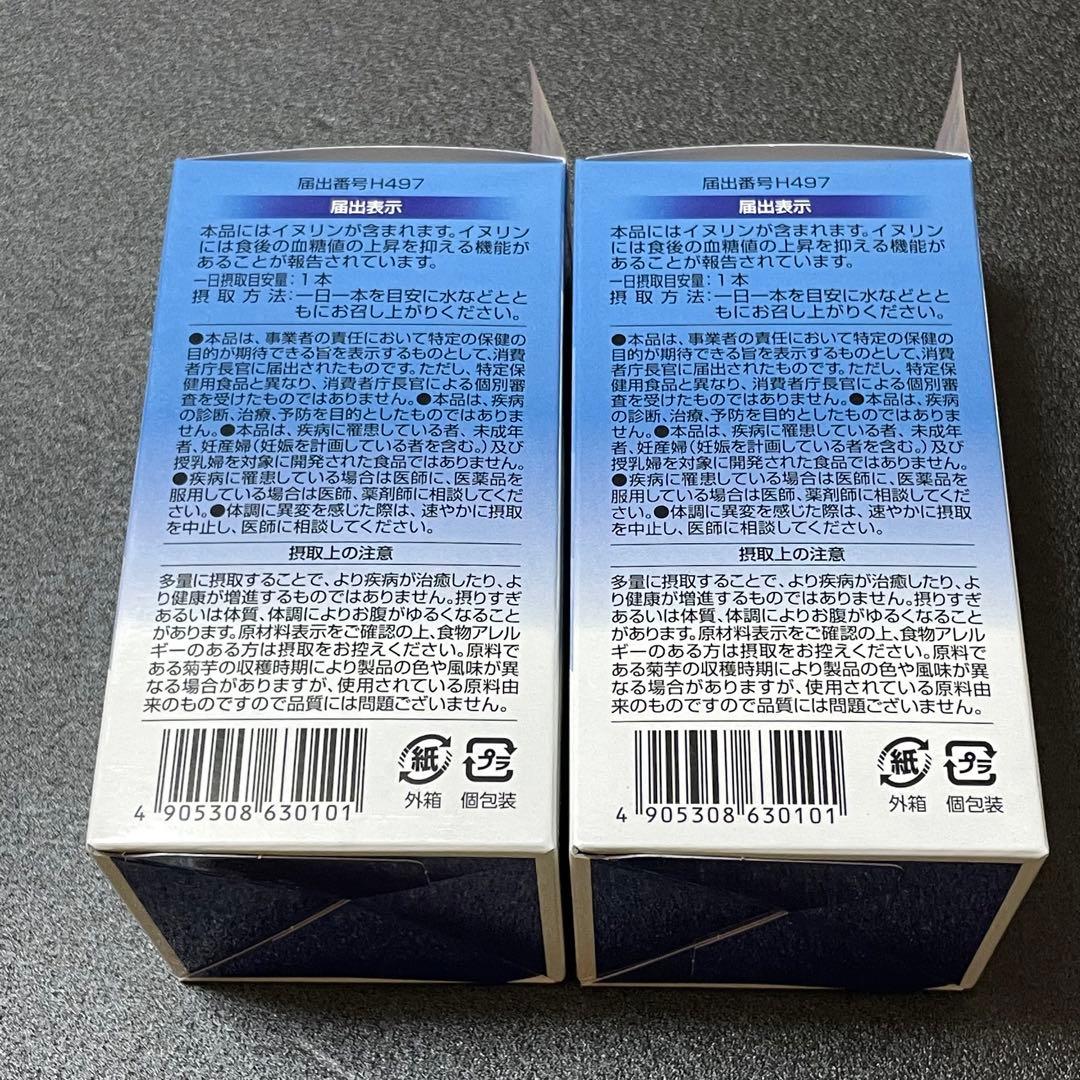 届出番号H497
届出表示
本品にはイヌリンが含まれます。イヌリン
には食後の血糖値の上昇を抑える機能が
あることが報告されています。
一日摂取目安量：1本
摂取方法：一日一本を目安に水などとと
もにお召し上がりください。
●本品は、事業者の責任において特定の保健の
目的が期待できる旨を表示するものとして、消費
者庁長官に届出されたものです。ただし、特定保
健用食品と異なり、消費者庁長官による個別審
査を受けたものではありません。●本品は、疾病
の診断、治療、予防を目的としたものではありま
せん。●本品は、疾病に罹患している者、未成年
者、妊産婦（妊娠を計画している者を含む。）及び
授乳婦を対象に開発された食品ではありません。
●疾病に罹患している場合は医師に、医薬品を
服用している場合は医師、薬剤師に相談してくだ
さい。●体調に異変を感じた際は、速やかに摂取
を中止し、医師に相談してください。
摂取上の注意
多量に摂取することで、より疾病が治癒したり、よ
り健康が増進するものではありません。摂りすぎ
あるいは体質、体調によりお腹がゆるくなること
があります。原材料表示をご確認の上、食物アレル
ギーのある方は摂取をお控えください。原料で
ある菊芋の収穫時期により製品の色や風味が異
なる場合がありますが、使用されている原料由
来のものですので品質には問題ございません。
4 905308 630101
紙
外箱
プラ
個包装
届出番号H497
届出表示
本品にはイヌリンが含まれます。イヌリン
には食後の血糖値の上昇を抑える機能が
あることが報告されています。
一日摂取目安量：1本
摂取方法：一日一本を目安に水などとと
もにお召し上がりください。
●本品は、事業者の責任において特定の保健の
目的が期待できる旨を表示するものとして、消費
者庁長官に届出されたものです。ただし、特定保
健用食品と異なり、消費者庁長官による個別審
査を受けたものではありません。●本品は、疾病
の診断、治療、予防を目的としたものではありま
せん。●本品は、疾病に罹患している者、未成年
者、妊産婦（妊娠を計画している者を含む。）及び
授乳婦を対象に開発された食品ではありません。
●疾病に罹患している場合は医師に、医薬品を
服用している場合は医師、薬剤師に相談してくだ
さい。●体調に異変を感じた際は、速やかに摂取
を中止し、医師に相談してください。
摂取上の注意
多量に摂取することで、より疾病が治癒したり、よ
り健康が増進するものではありません。摂りすぎ
あるいは体質、体調によりお腹がゆるくなること
があります。原材料表示をご確認の上、食物アレル
ギーのある方は摂取をお控えください。原料で
ある菊芋の収穫時期により製品の色や風味が異
なる場合がありますが、使用されている原料由
来のものですので品質には問題ございません。
4 905308 630101
紙
外箱
プラ
個包装